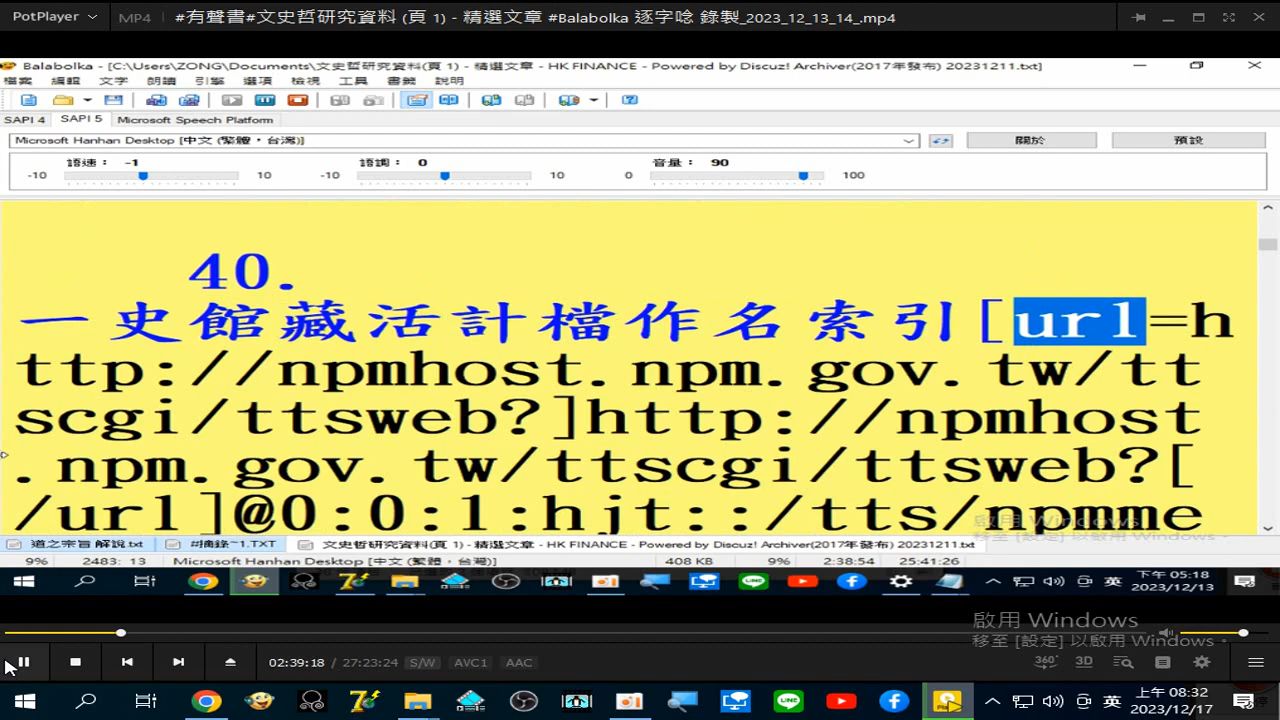 PotPlayer MP4 #有聲書#文史哲研究資料 (頁 1) - 精選文章 #Balabolka 逐字唸 錄製_2023_12_13_14_.mp4
Balabolka - [C:\Users\ZONG\Documents\文史哲研究資料(頁 1) - 精選文章 - HK FINANCE - Powered by Discuz! Archiver(2017年發布) 20231211.txt]
檔案 編輯 文字 朗讀 引擎 選項 檢視 工具 書籤 說明
SAPI 4 SAPI 5 Microsoft Speech Platform
Microsoft Hanhan Desktop [中文 (繁體，台灣)] 關於 預設
語速： -1 語調： 0 音量： 90
-10 10 -10 10 0 100
40.
一史館藏活計檔作名索引[url=h
ttp://npmhost.npm.gov.tw/tt
scgi/ttsweb?]http://npmhost
.npm.gov.tw/ttscgi/ttsweb?[
/url]@0:0:1:hjt::/tts/npmme
啟用 Windows
移至 [設定] 以啟用 Windows。
道之宗旨 解說.txt #摘錄~1.TXT 文史哲研究資料(頁 1) - 精選文章 - HK FINANCE - Powered by Discuz! Archiver(2017年發布) 20231211.txt
9% 2483: 13 Microsoft Hanhan Desktop [中文 (繁體，台灣)] 408 KB 9% 2:38:54 25:41:26
英 下午 05:18
2023/12/13
啟用 Windows
移至 [設定] 以啟用 Windows。
02:39:18 / 27:23:24 S/W AVC1 AAC 360° 3D
英 上午 08:32
2023/12/17